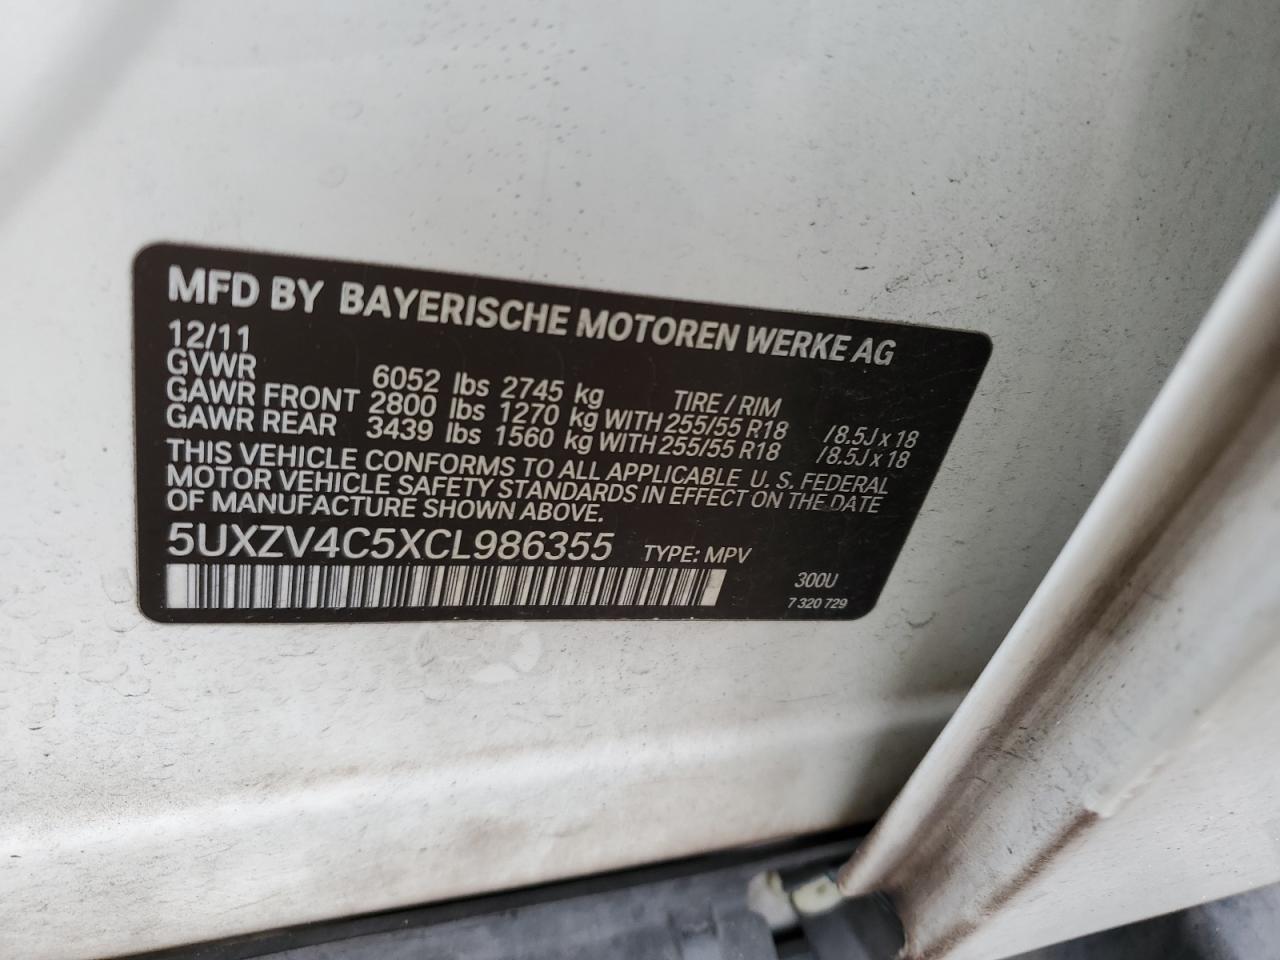 MFD BY BAYERISCHE MOTOREN WERKE AG
12/11
GVWR 6052 lbs 2745 kg TIRE / RIM
GAWR FRONT 2800 lbs 1270 kg WITH 255/55 R18 /8.5J x 18
GAWR REAR 3439 lbs 1560 kg WITH 255/55 R18 /8.5J x 18
THIS VEHICLE CONFORMS TO ALL APPLICABLE U. S. FEDERAL
MOTOR VEHICLE SAFETY STANDARDS IN EFFECT ON THE DATE
OF MANUFACTURE SHOWN ABOVE.
5UXZV4C5XCL986355 TYPE: MPV
300U
7 320 729